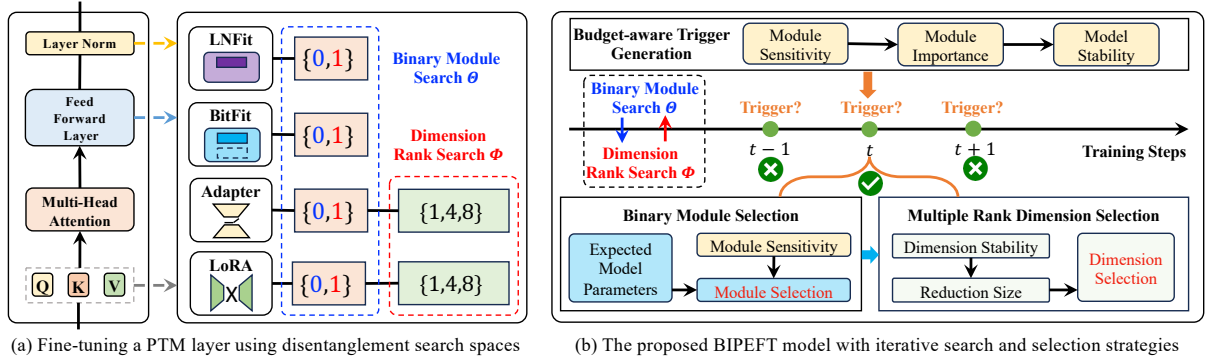 Layer Norm
Feed
Forward
Layer
Multi-Head
Attention
Q K V
LNFit
{0,1}
BitFit
{0,1}
Adapter
{0,1}
{1,4,8}
LoRA
{0,1}
{1,4,8}
Binary Module
Search Θ
Dimension
Rank Search Φ
(a) Fine-tuning a PTM layer using disentanglement search spaces
Budget-aware Trigger
Generation
Module
Sensitivity
Module
Importance
Model
Stability
Binary Module
Search Θ
Dimension
Rank Search Φ
Trigger? Trigger? Trigger?
t − 1 t t + 1
Training Steps
Binary Module Selection
Expected
Model
Parameters
Module Sensitivity
Module Selection
Multiple Rank Dimension Selection
Dimension Stability
Reduction Size
Dimension
Selection
(b) The proposed BIPEFT model with iterative search and selection strategies